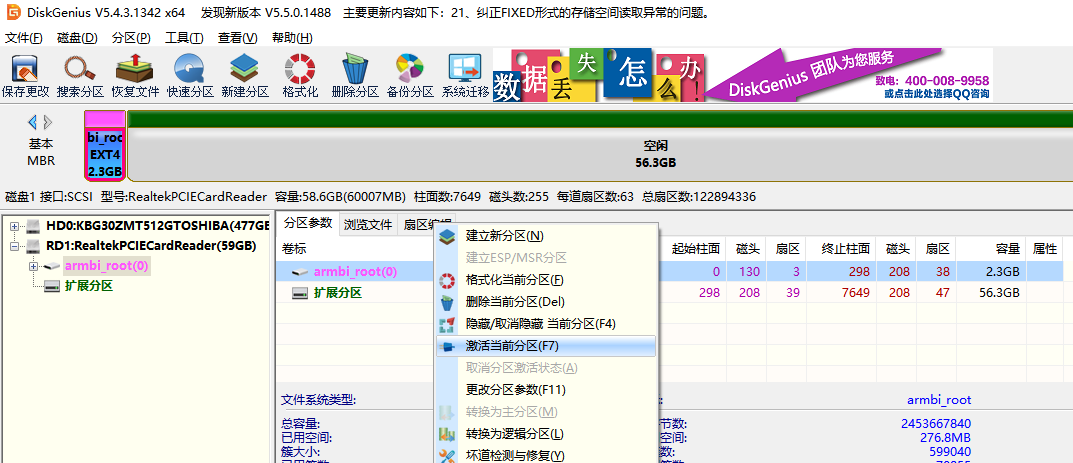 DiskGenius V5.4.3.1342 x64 发现新版本 V5.5.0.1488 主要更新内容如下：21、纠正FIXED形式的存储空间读取异常的问题。
文件(F) 磁盘(D) 分区(P) 工具(T) 查看(V) 帮助(H)
保存更改 搜索分区 恢复文件 快速分区 新建分区 格式化 删除分区 备份分区 系统迁移
数据丢失怎么办！
DiskGenius 团队为您服务
致电：400-008-9958
或点击此处选择QQ咨询
基本
MBR
bi_roc
EXT4
2.3GB
空闲
56.3GB
磁盘1 接口:SCSI 型号:RealtekPCIECardReader 容量:58.6GB(60007MB) 柱面数:7649 磁头数:255 每道扇区数:63 总扇区数:122894336
HD0:KBG30ZMT512GTOSHIBA(477GB
RD1:RealtekPCIECardReader(59GB)
armbi_root(0)
扩展分区
分区参数 浏览文件 扇区编辑
卷标 起始柱面 磁头 扇区 终止柱面 磁头 扇区 容量 属性
armbi_root(0) 0 130 3 298 208 38 2.3GB
扩展分区 298 208 39 7649 208 47 56.3GB
建立新分区(N)
建立ESP/MSR分区
格式化当前分区(F)
删除当前分区(Del)
隐藏/取消隐藏 当前分区(F4)
激活当前分区(F7)
取消分区激活状态(A)
更改分区参数(F11)
转换为主分区(M)
转换为逻辑分区(L)
坏道检测与修复(Y)
文件系统类型: armbi_root
总容量: 节数: 2453667840
已用空间: 空间: 276.8MB
簇大小: 数: 599040